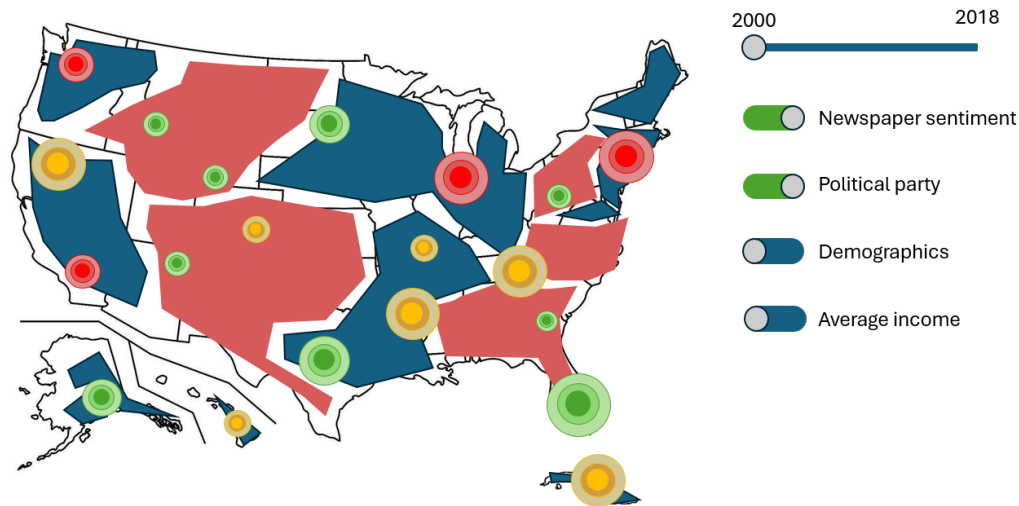 2000
2018
Newspaper sentiment
Political party
Demographics
Average income